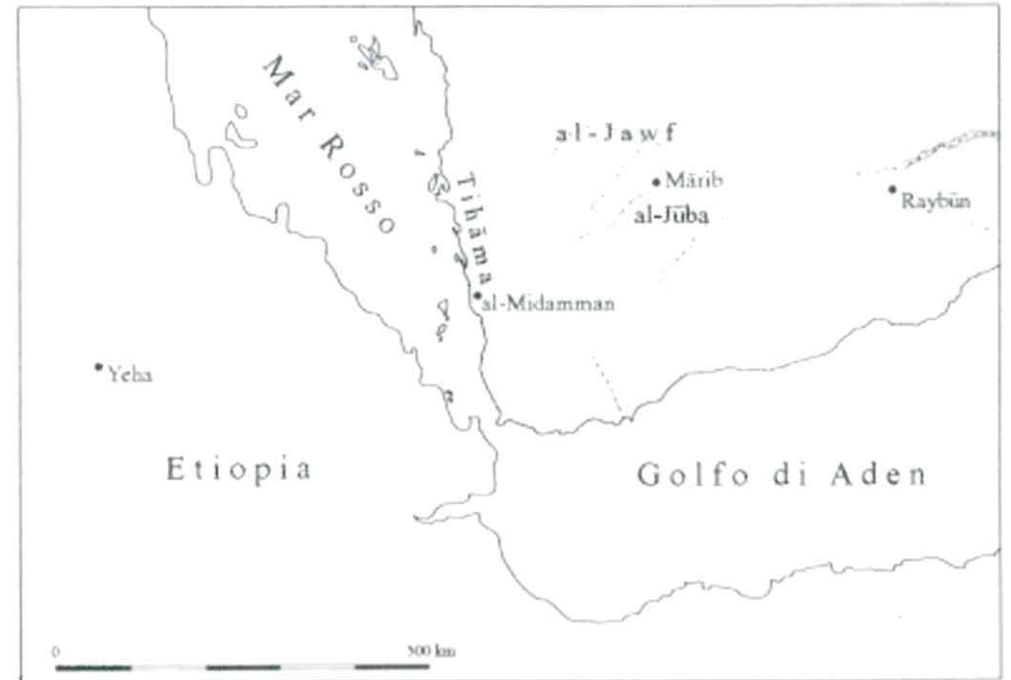 Mar Rosso
al-Jawf
Tihāma
Mārib
Raybūn
al-Jūba
al-Midamman
Yeha
Etiopia
Golfo di Aden
0
500 km